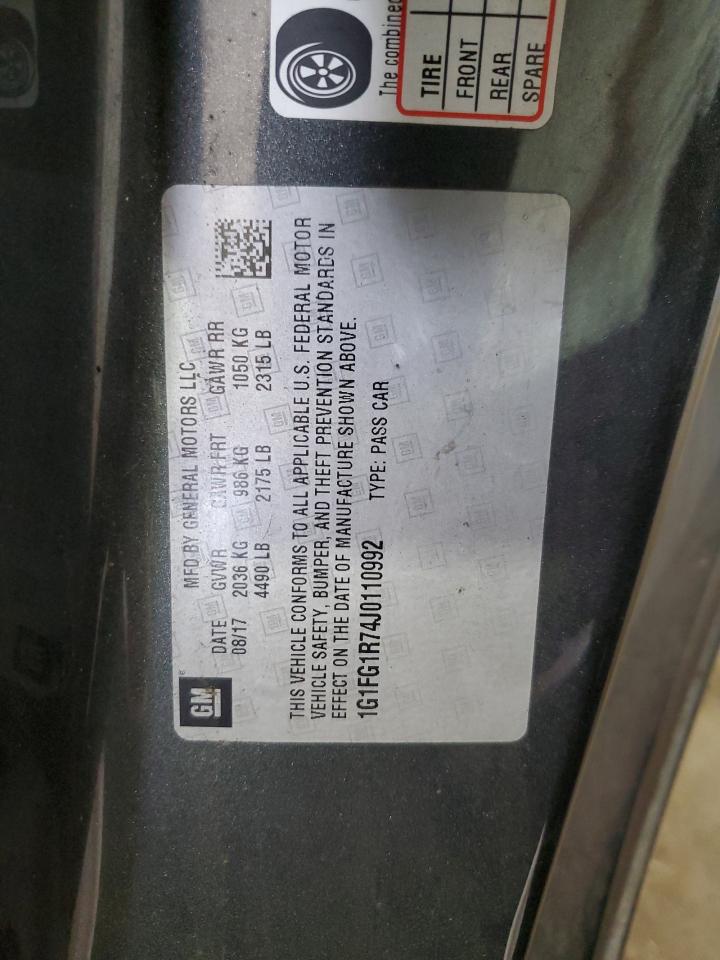 GM
MFD BY GENERAL MOTORS LLC
DATE GVWR GAWR FRT GAWR RR
08/17 2036 KG 986 KG 1050 KG
4490 LB 2175 LB 2315 LB
THIS VEHICLE CONFORMS TO ALL APPLICABLE U.S. FEDERAL MOTOR
VEHICLE SAFETY, BUMPER, AND THEFT PREVENTION STANDARDS IN
EFFECT ON THE DATE OF MANUFACTURE SHOWN ABOVE.
1G1FG1R74J0110992 TYPE: PASS CAR
The combined
TIRE
FRONT
REAR
SPARE